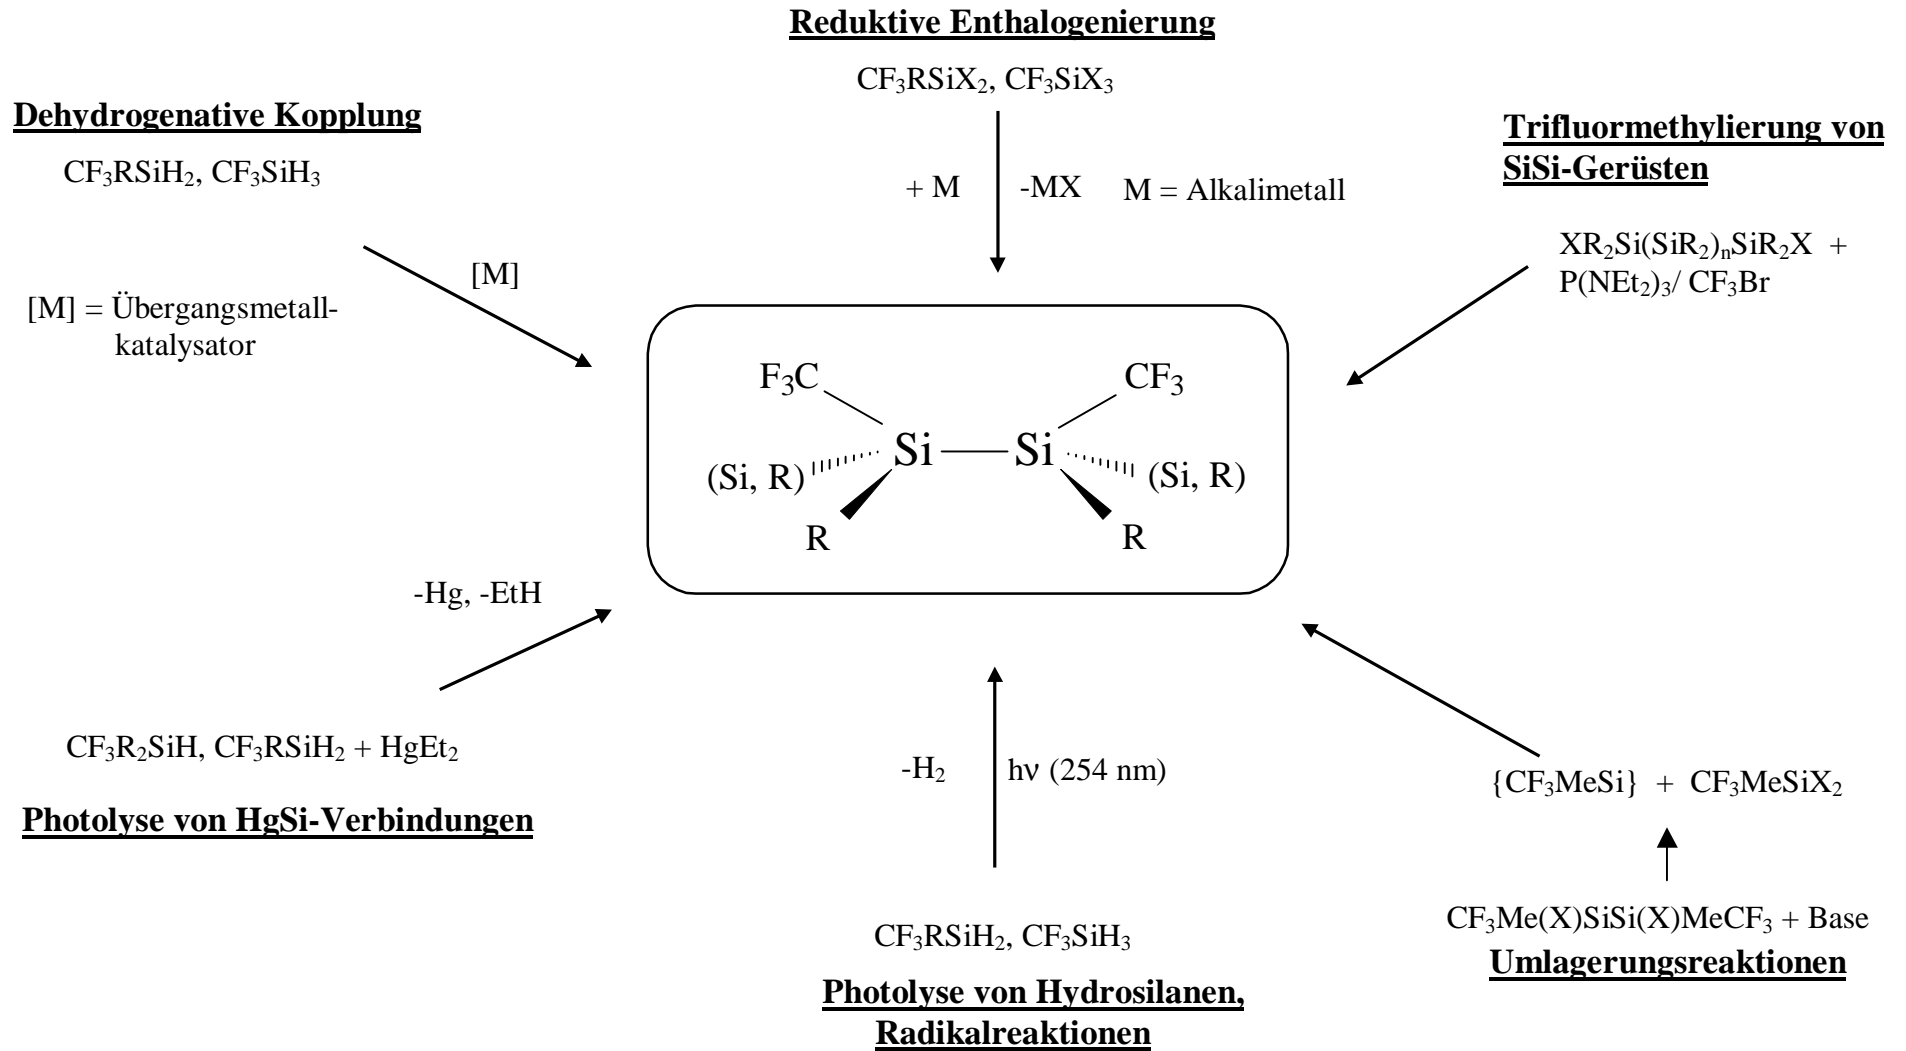 Reduktive Enthalogenierung
CF₃RSiX₂, CF₃SiX₃
+ M
-MX
M = Alkalimetall
Dehydrogenative Kopplung
CF₃RSiH₂, CF₃SiH₃
[M]
[M] = Übergangsmetall-
katalysator
Trifluormethylierung von
SiSi-Gerüsten
XR₂Si(SiR₂)ₙSiR₂X +
P(NEt₂)₃/ CF₃Br
F₃C
CF₃
Si
Si
(Si, R)
(Si, R)
R
R
-Hg, -EtH
CF₃R₂SiH, CF₃RSiH₂ + HgEt₂
Photolyse von HgSi-Verbindungen
-H₂
hν (254 nm)
CF₃RSiH₂, CF₃SiH₃
Photolyse von Hydrosilanen,
Radikalreaktionen
{CF₃MeSi} + CF₃MeSiX₂
CF₃Me(X)SiSi(X)MeCF₃ + Base
Umlagerungsreaktionen